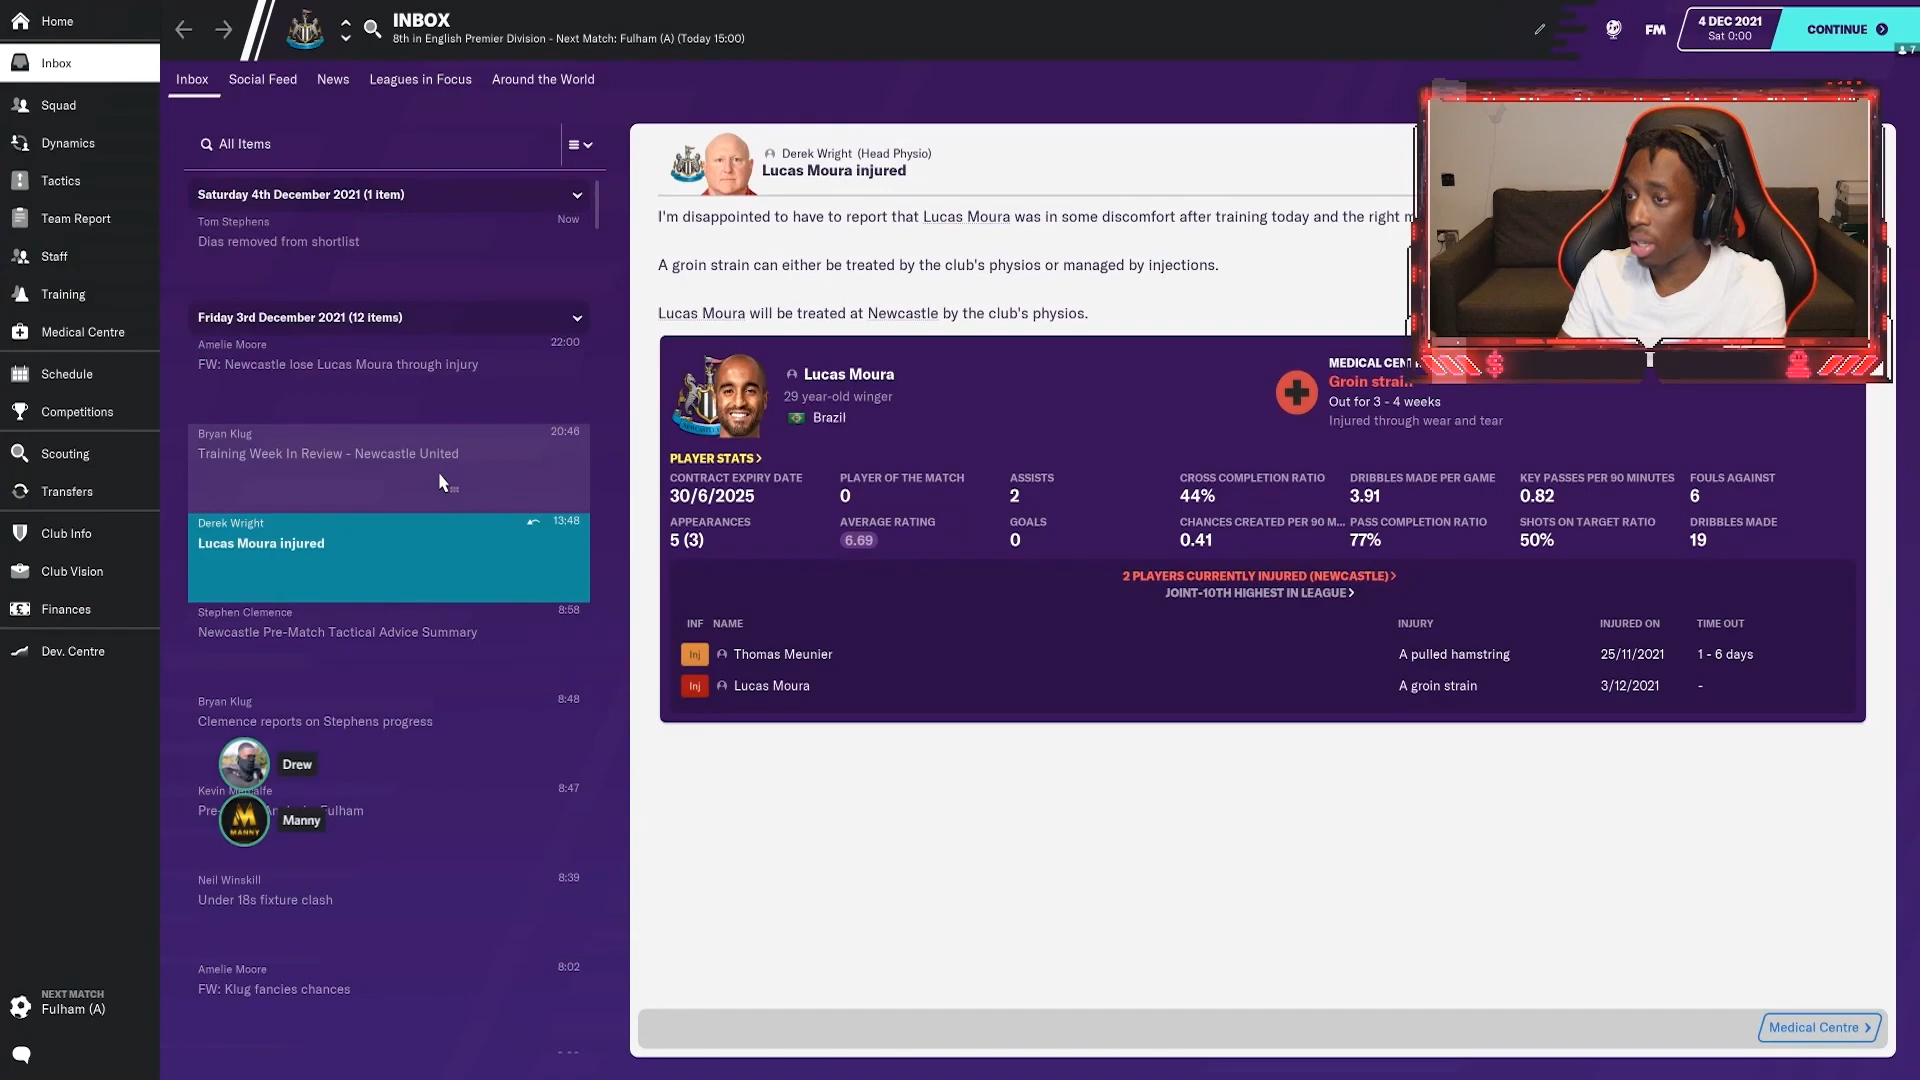 Home
Inbox
Squad
Dynamics
Tactics
Team Report
Staff
Training
Medical Centre
Schedule
Competitions
Scouting
Transfers
Club Info
Club Vision
Finances
Dev. Centre
NEXT MATCH
Fulham (A)
INBOX
8th in English Premier Division - Next Match: Fulham (A) (Today 15:00)
FM
4 DEC 2021
Sat 0:00
CONTINUE
7
Inbox Social Feed News Leagues in Focus Around the World
All Items
Saturday 4th December 2021 (1 item)
Tom Stephens Now
Dias removed from shortlist
Friday 3rd December 2021 (12 items)
Amelie Moore 22:00
FW: Newcastle lose Lucas Moura through injury
Bryan Klug 20:46
Training Week In Review - Newcastle United
Derek Wright 13:48
Lucas Moura injured
Stephen Clemence 8:58
Newcastle Pre-Match Tactical Advice Summary
Bryan Klug 8:48
Clemence reports on Stephens progress
Drew
Kevin 8:47
Fulham
MANNY
Manny
Neil Winskill 8:39
Under 18s fixture clash
Amelie Moore 8:02
FW: Klug fancies chances
Derek Wright (Head Physio)
Lucas Moura injured
I'm disappointed to have to report that Lucas Moura was in some discomfort after training today and the right
A groin strain can either be treated by the club's physios or managed by injections.
Lucas Moura will be treated at Newcastle by the club's physios.
Lucas Moura
29 year-old winger
Brazil
MEDICAL
Groin strain
Out for 3 - 4 weeks
Injured through wear and tear
PLAYER STATS
CONTRACT EXPIRY DATE PLAYER OF THE MATCH ASSISTS CROSS COMPLETION RATIO DRIBBLES MADE PER GAME KEY PASSES PER 90 MINUTES FOULS AGAINST
30/6/2025 0 2 44% 3.91 0.82 6
APPEARANCES AVERAGE RATING GOALS CHANCES CREATED PER 90 M... PASS COMPLETION RATIO SHOTS ON TARGET RATIO DRIBBLES MADE
5 (3) 6.69 0 0.41 77% 50% 19
2 PLAYERS CURRENTLY INJURED (NEWCASTLE)
JOINT-10TH HIGHEST IN LEAGUE
INF NAME INJURY INJURED ON TIME OUT
Inj Thomas Meunier A pulled hamstring 25/11/2021 1 - 6 days
Inj Lucas Moura A groin strain 3/12/2021 -
Medical Centre